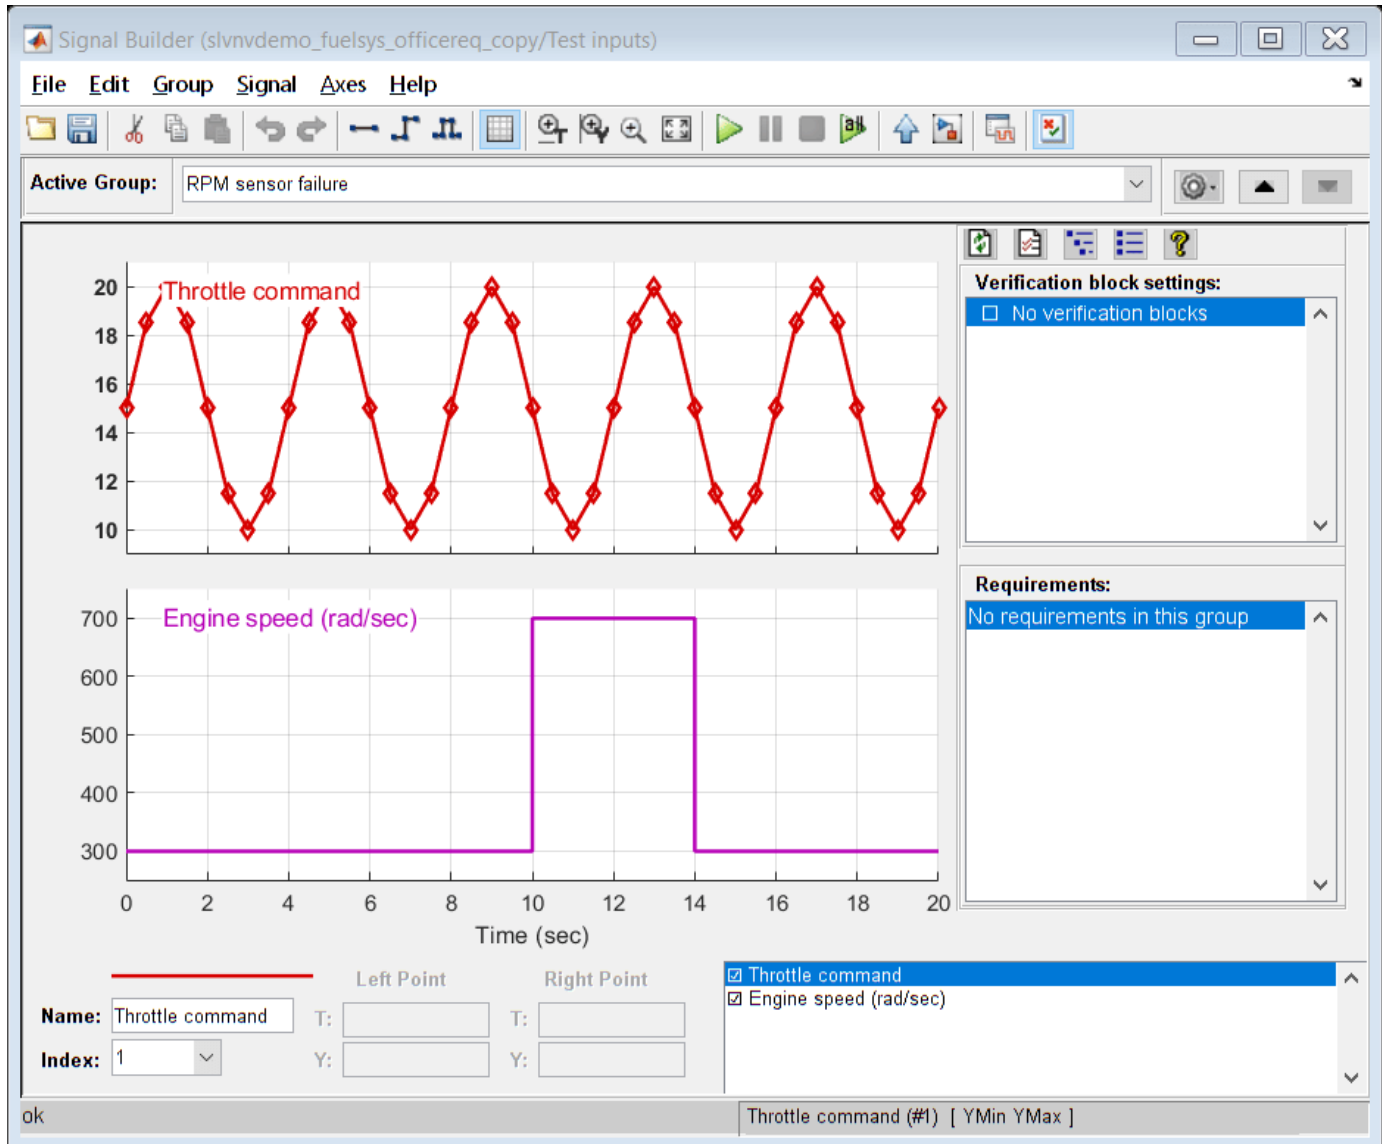 Signal Builder (slvnvdemo_fuelsys_officereq_copy/Test inputs)
File Edit Group Signal Axes Help
Active Group: RPM sensor failure
Throttle command
20
18
16
14
12
10
Engine speed (rad/sec)
700
600
500
400
300
0 2 4 6 8 10 12 14 16 18 20
Time (sec)
Verification block settings:
No verification blocks
Requirements:
No requirements in this group
Left Point Right Point
Name: Throttle command T: T:
Index: 1 Y: Y:
Throttle command
Engine speed (rad/sec)
ok
Throttle command (#1) [ YMin YMax ]